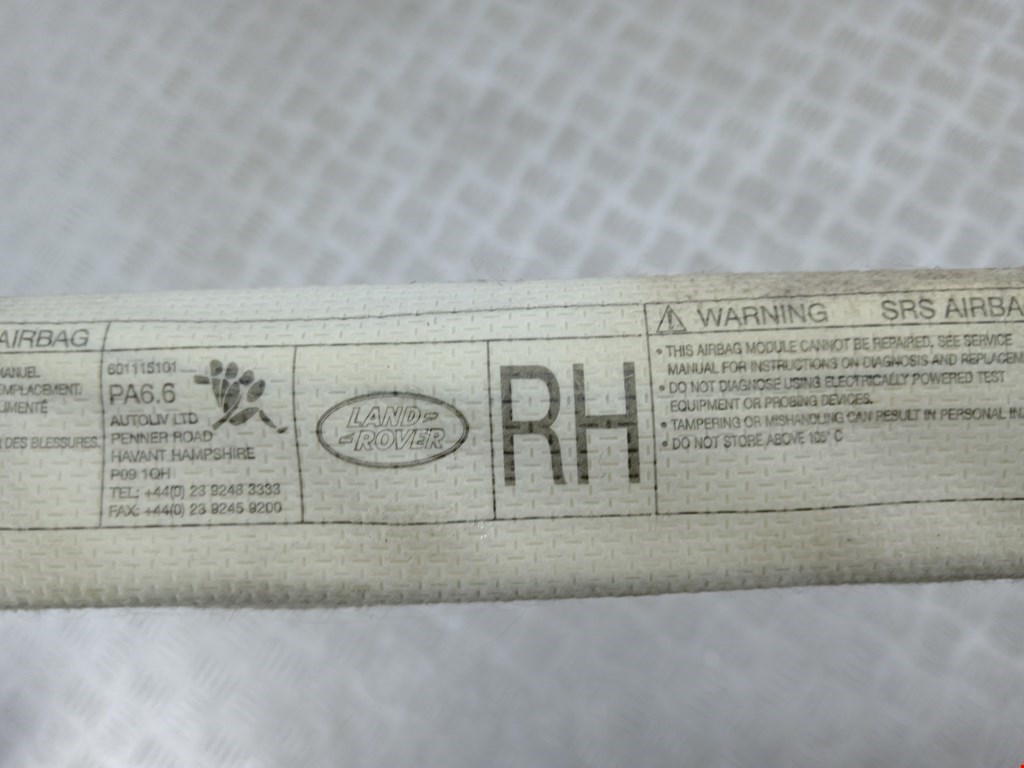 AIRBAG
MANUEL
EMPLACEMENT
DES BLESSURES.
601115101
PA6.6
AUTOLIV LTD
PENNER ROAD
HAVANT HAMPSHIRE
P09 1QH
TEL: +44(0) 23 9248 3333
FAX: +44(0) 23 9245 9200
LAND-
-ROVER
RH
WARNING SRS AIRBA
• THIS AIRBAG MODULE CANNOT BE REPAIRED, SEE SERVICE
MANUAL FOR INSTRUCTIONS ON DIAGNOSIS AND REPLACEM
• DO NOT DIAGNOSE USING ELECTRICALLY POWERED TEST
EQUIPMENT OR PROBING DEVICES.
• TAMPERING OR MISHANDLING CAN RESULT IN PERSONAL IN
• DO NOT STORE ABOVE 105° C